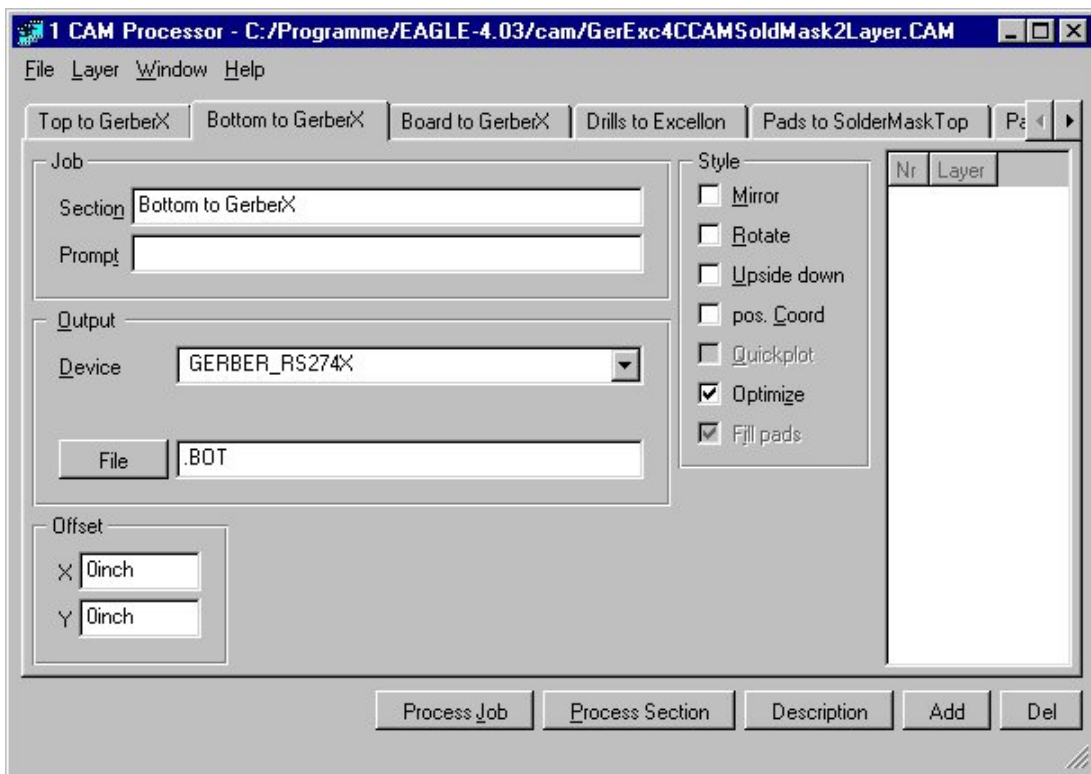 1 CAM Processor - C:/Programme/EAGLE-4.03/cam/GerExc4CCAMSoldMask2Layer.CAM
File Layer Window Help
Top to GerberX Bottom to GerberX Board to GerberX Drills to Excellon Pads to SolderMaskTop Pa
Job
Section Bottom to GerberX
Prompt
Output
Device GERBER_RS274X
File .BOT
Offset
X 0inch
Y 0inch
Style
Mirror
Rotate
Upside down
pos. Coord
Quickplot
Optimize
Fill pads
Nr Layer
Process Job Process Section Description Add Del